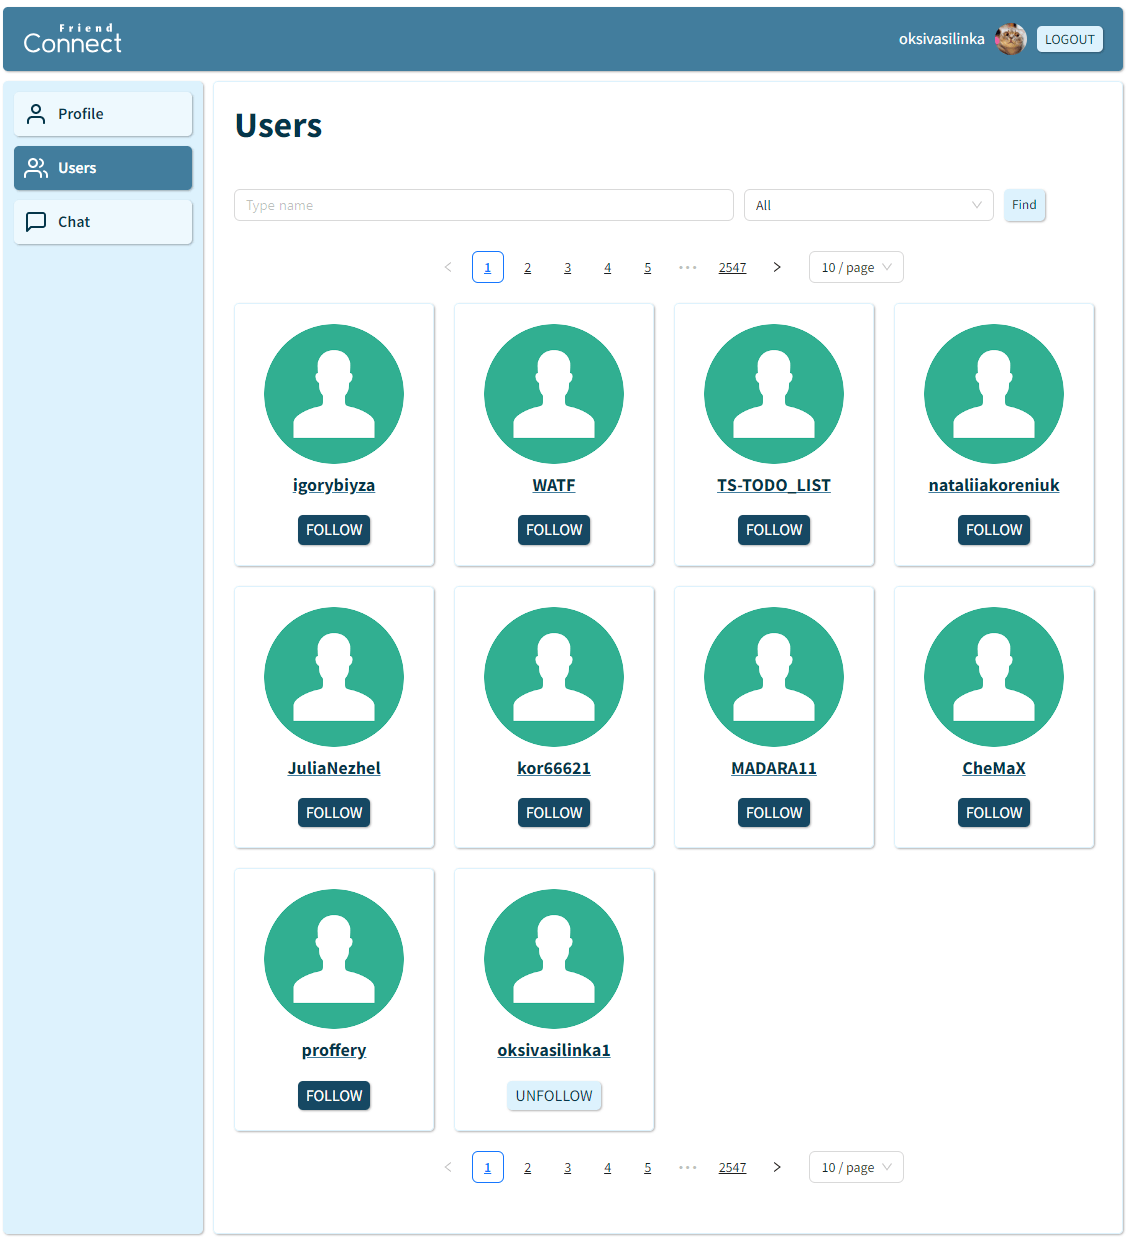 Friend
Connect
oksivasilinka
LOGOUT
Profile
Users
Chat
Users
Type name
All
Find
1 2 3 4 5 ••• 2547 10 / page
igorybiyza
WATF
TS-TODO_LIST
nataliiakoreniuk
FOLLOW
FOLLOW
FOLLOW
FOLLOW
JuliaNezhel
kor66621
MADARA11
CheMaX
FOLLOW
FOLLOW
FOLLOW
FOLLOW
proffery
oksivasilinka1
FOLLOW
UNFOLLOW
1 2 3 4 5 ••• 2547 10 / page